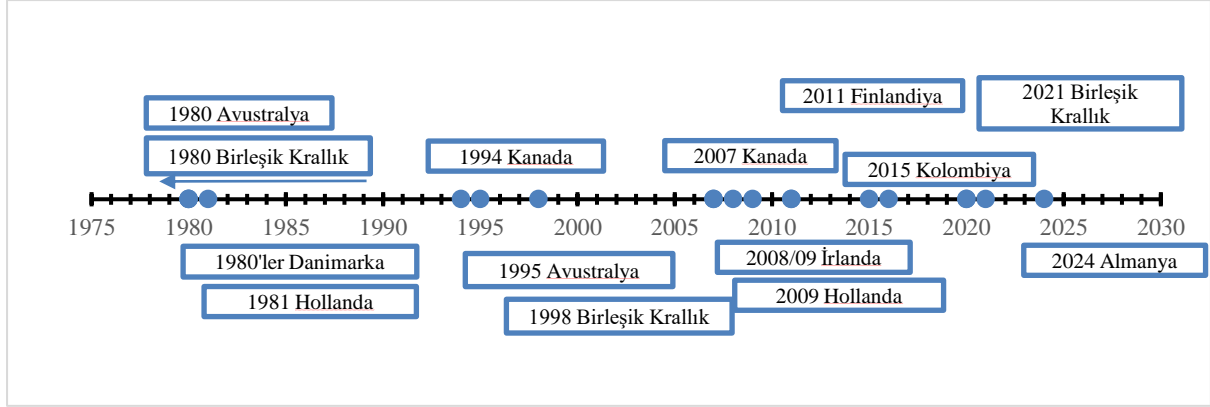 2011 Finlandiya
2021 Birleşik
Krallık
1980 Avustralya
1980 Birleşik Krallık
1994 Kanada
2007 Kanada
2015 Kolombiya
1975 1980 1985 1990 1995 2000 2005 2010 2015 2020 2025 2030
1980'ler Danimarka
1995 Avustralya
2008/09 İrlanda
2024 Almanya
1981 Hollanda
2009 Hollanda
1998 Birleşik Krallık